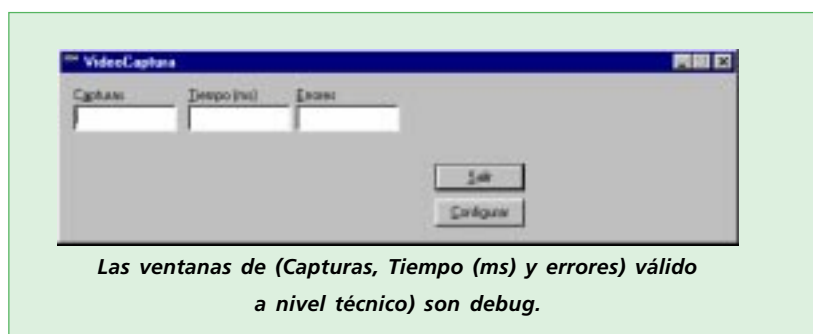 VideoCaptura
Capturas Tiempo (ms) Errores
Salir
Configurar
Las ventanas de (Capturas, Tiempo (ms) y errores) válido
a nivel técnico) son debug.